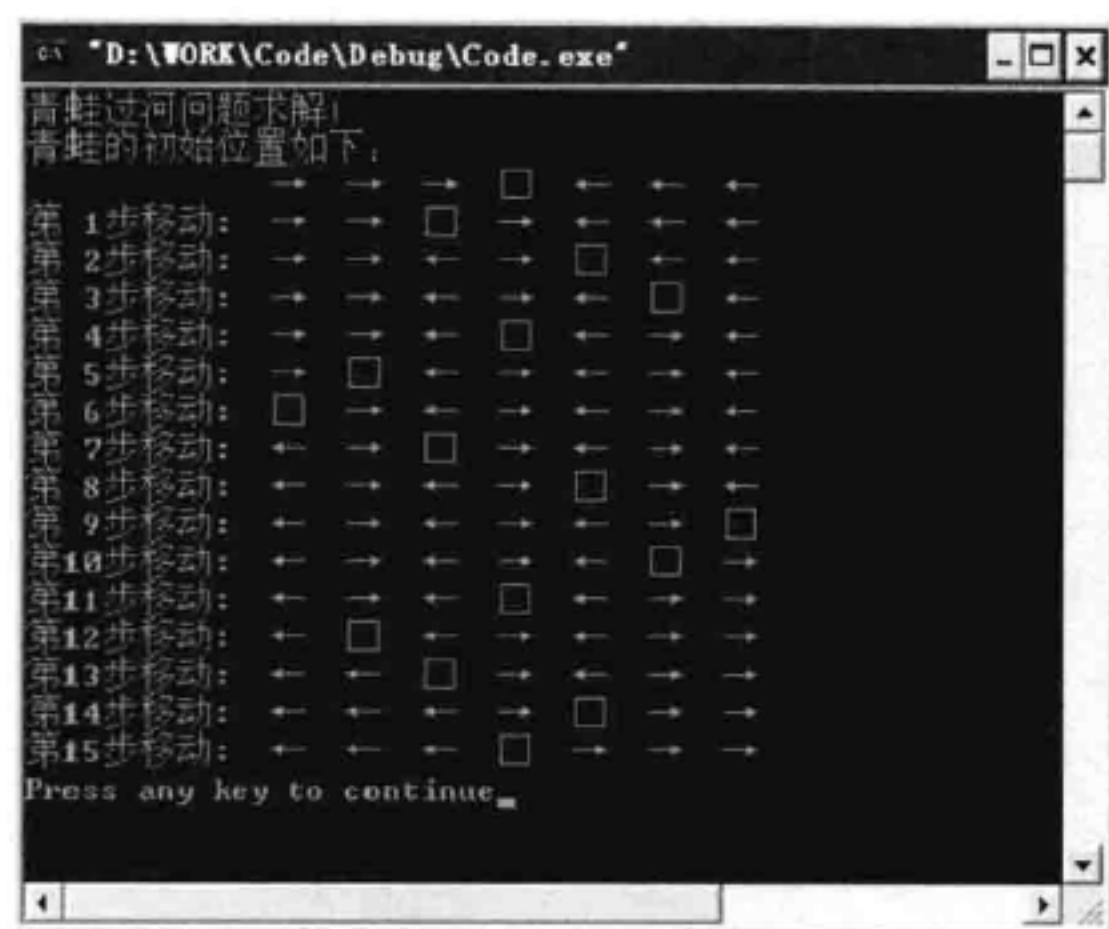 "D:\WORK\Code\Debug\Code.exe"
青蛙过河问题求解!
青蛙的初始位置如下:
→ → → □ ← ← ←
第 1步移动: → → □ → ← ← ←
第 2步移动: → → ← → □ ← ←
第 3步移动: → → ← → ← □ ←
第 4步移动: → → ← □ ← → ←
第 5步移动: → □ ← → ← → ←
第 6步移动: □ → ← → ← → ←
第 7步移动: ← → □ → ← → ←
第 8步移动: ← → ← → □ → ←
第 9步移动: ← → ← → ← → □
第10步移动: ← → ← → ← □ →
第11步移动: ← → ← □ ← → →
第12步移动: ← □ ← → ← → →
第13步移动: ← ← □ → ← → →
第14步移动: ← ← ← → □ → →
第15步移动: ← ← ← □ → → →
Press any key to continue